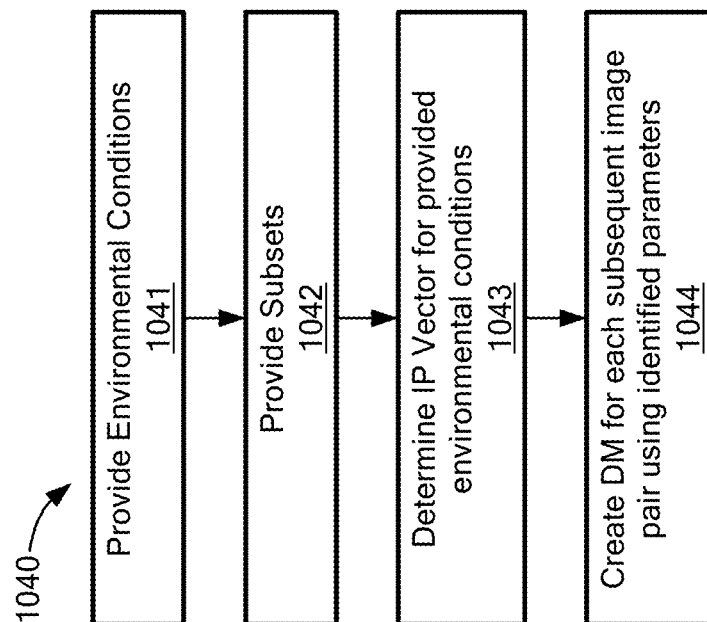 1040
Provide Environmental Conditions
1041
Provide Subsets
1042
Determine IP Vector for provided
environmental conditions
1043
Create DM for each subsequent image
pair using identified parameters
1044